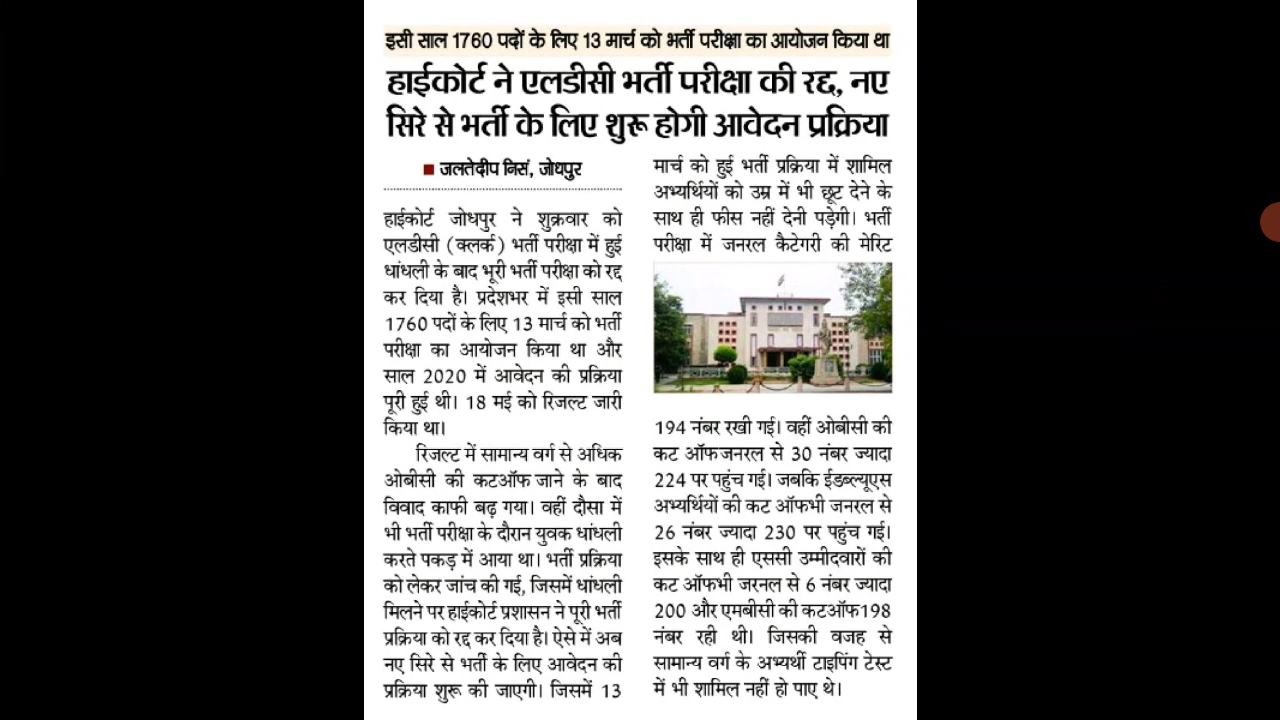 इसी साल 1760 पदों के लिए 13 मार्च को भर्ती परीक्षा का आयोजन किया था
हाईकोर्ट ने एलडीसी भर्ती परीक्षा की रद्द, नए
सिरे से भर्ती के लिए शुरू होगी आवेदन प्रक्रिया
जलतेदीप निसं, जोधपुर
हाईकोर्ट जोधपुर ने शुक्रवार को
एलडीसी (क्लर्क) भर्ती परीक्षा में हुई
धांधली के बाद भूरी भर्ती परीक्षा को रद्द
कर दिया है। प्रदेशभर में इसी साल
1760 पदों के लिए 13 मार्च को भर्ती
परीक्षा का आयोजन किया था और
साल 2020 में आवेदन की प्रक्रिया
पूरी हुई थी। 18 मई को रिजल्ट जारी
किया था।
रिजल्ट में सामान्य वर्ग से अधिक
ओबीसी की कटऑफ जाने के बाद
विवाद काफी बढ़ गया। वहीं दौसा में
भी भर्ती परीक्षा के दौरान युवक धांधली
करते पकड़ में आया था। भर्ती प्रक्रिया
को लेकर जांच की गई, जिसमें धांधली
मिलने पर हाईकोर्ट प्रशासन ने पूरी भर्ती
प्रक्रिया को रद्द कर दिया है। ऐसे में अब
नए सिरे से भर्ती के लिए आवेदन की
प्रक्रिया शुरू की जाएगी। जिसमें 13
मार्च को हुई भर्ती प्रक्रिया में शामिल
अभ्यर्थियों को उम्र में भी छूट देने के
साथ ही फीस नहीं देनी पड़ेगी। भर्ती
परीक्षा में जनरल कैटेगरी की मेरिट
194 नंबर रखी गई। वहीं ओबीसी की
कट ऑफजनरल से 30 नंबर ज्यादा
224 पर पहुंच गई। जबकि ईडब्ल्यूएस
अभ्यर्थियों की कट ऑफभी जनरल से
26 नंबर ज्यादा 230 पर पहुंच गई।
इसके साथ ही एससी उम्मीदवारों की
कट ऑफभी जरनल से 6 नंबर ज्यादा
200 और एमबीसी की कटऑफ198
नंबर रही थी। जिसकी वजह से
सामान्य वर्ग के अभ्यर्थी टाइपिंग टेस्ट
में भी शामिल नहीं हो पाए थे।